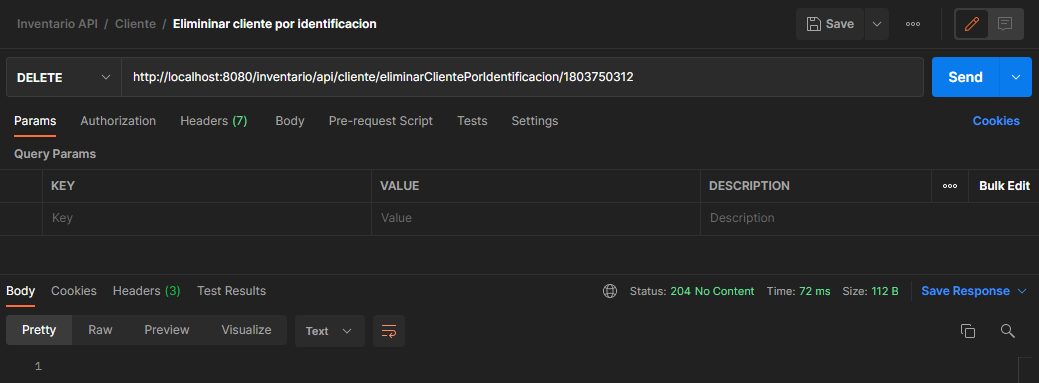 Inventario API / Cliente / Elimininar cliente por identificacion Save
DELETE http://localhost:8080/inventario/api/cliente/eliminarClientePorIdentificacion/1803750312 Send
Params Authorization Headers (7) Body Pre-request Script Tests Settings Cookies
Query Params
KEY VALUE DESCRIPTION Bulk Edit
Key Value Description
Body Cookies Headers (3) Test Results Status: 204 No Content Time: 72 ms Size: 112 B Save Response
Pretty Raw Preview Visualize Text
1